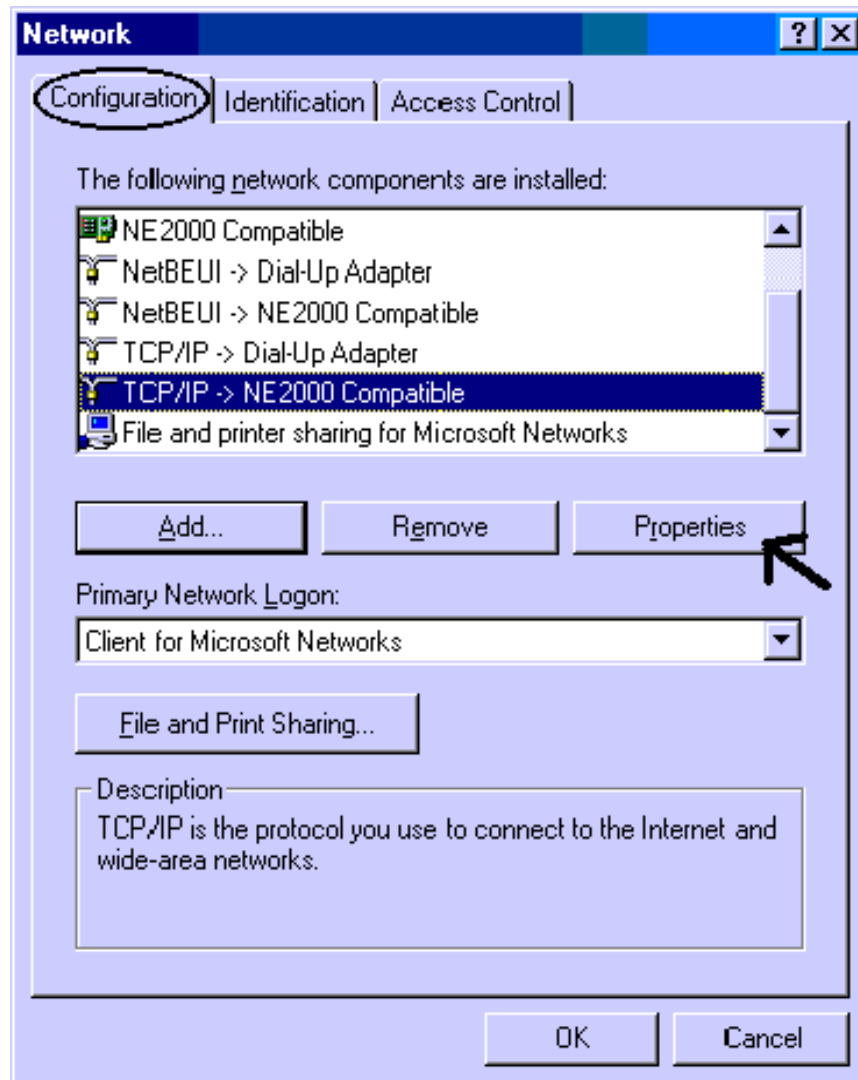 Network
Configuration Identification Access Control
The following network components are installed:
NE2000 Compatible
NetBEUI -> Dial-Up Adapter
NetBEUI -> NE2000 Compatible
TCP/IP -> Dial-Up Adapter
TCP/IP -> NE2000 Compatible
File and printer sharing for Microsoft Networks
Add... Remove Properties
Primary Network Logon:
Client for Microsoft Networks
File and Print Sharing...
Description
TCP/IP is the protocol you use to connect to the Internet and
wide-area networks.
OK Cancel